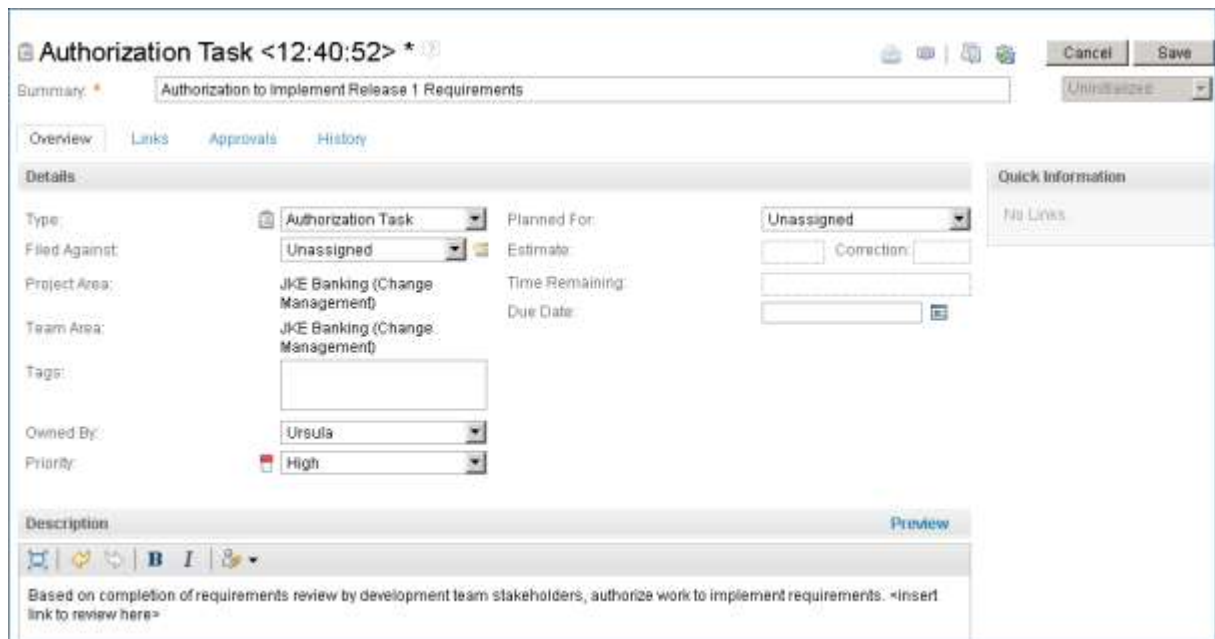 Authorization Task <12:40:52> *
Cancel
Save
Summary: *
Authorization to Implement Release 1 Requirements
Uninitialized
Overview
Links
Approvals
History
Details
Quick Information
Type:
Authorization Task
Planned For:
Unassigned
No Links
Filed Against:
Unassigned
Estimate:
Correction:
Project Area:
JKE Banking (Change
Management)
Time Remaining:
Due Date:
Team Area:
JKE Banking (Change
Management)
Tags:
Owned By:
Ursula
Priority:
High
Description
Preview
B I
Based on completion of requirements review by development team stakeholders, authorize work to implement requirements. <insert
link to review here>